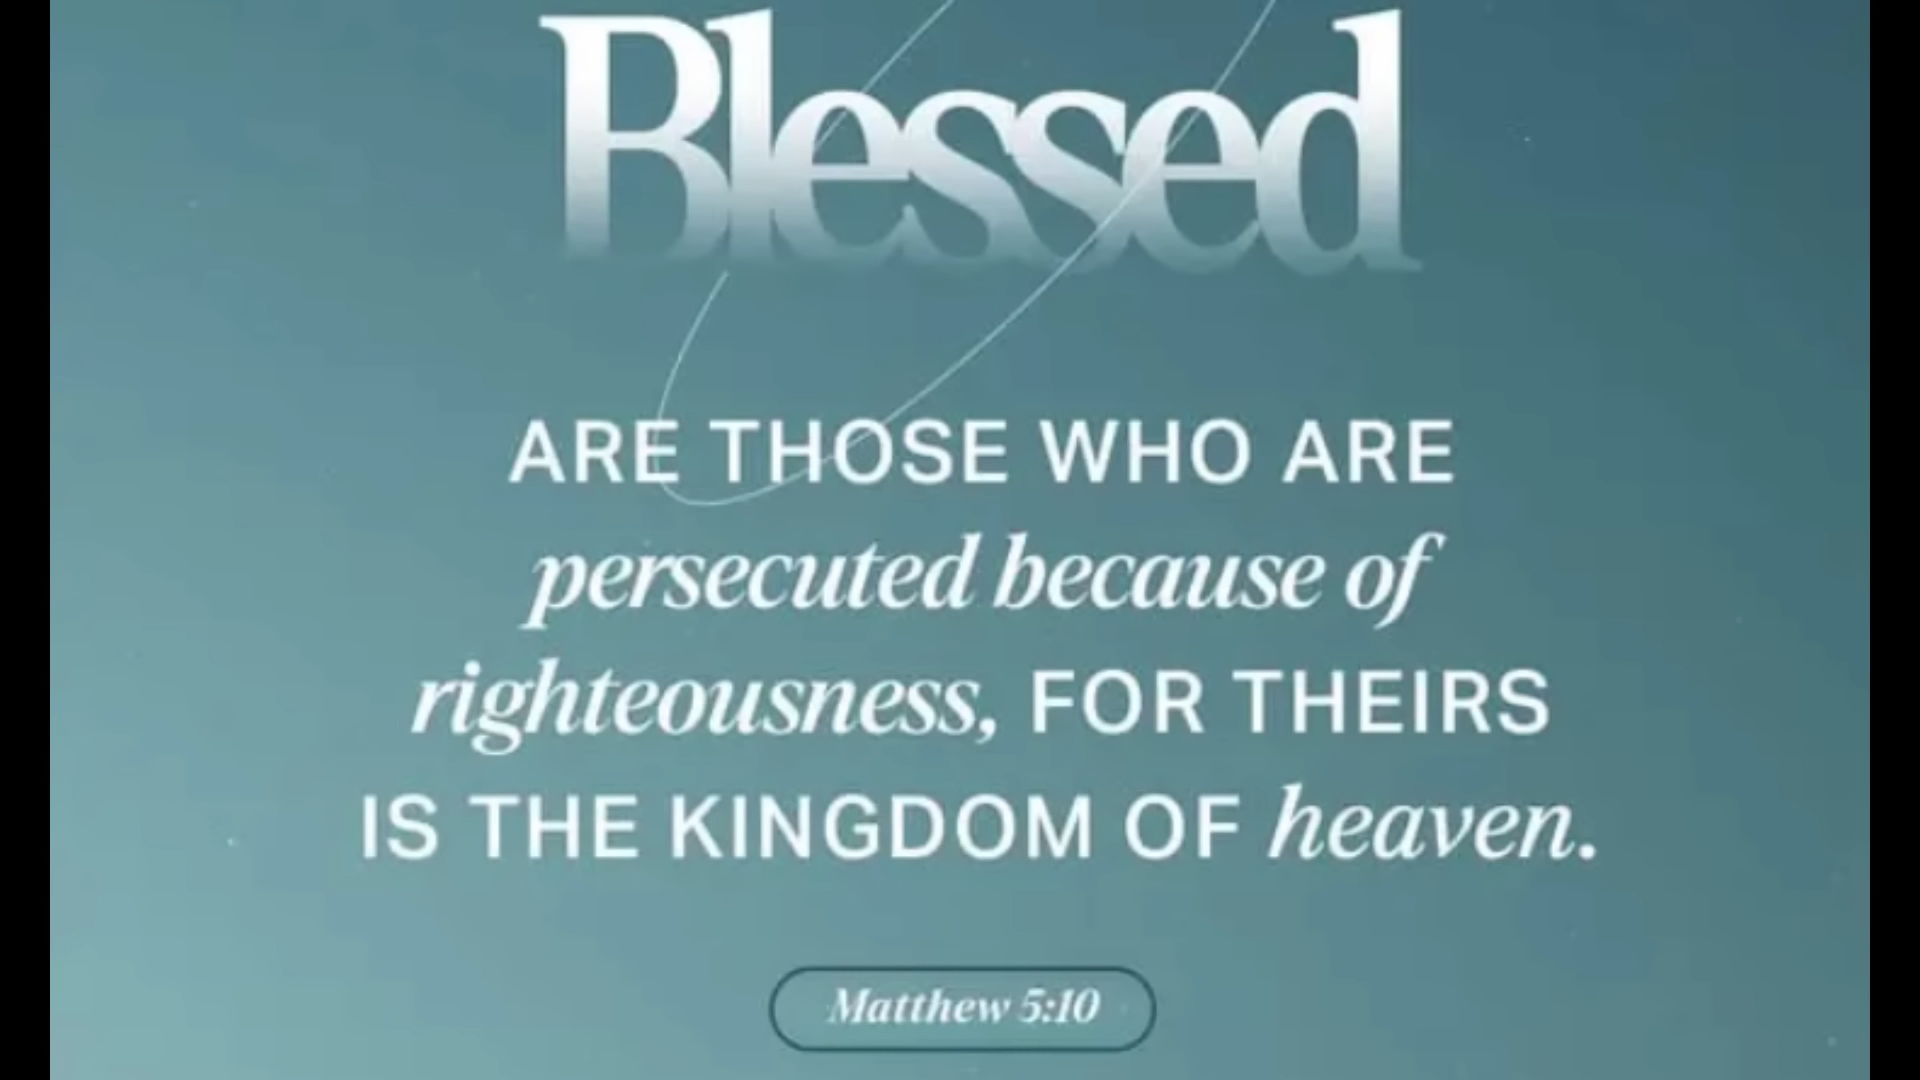 Blessed
ARE THOSE WHO ARE
persecuted because of
righteousness, FOR THEIRS
IS THE KINGDOM OF heaven.
Matthew 5:10